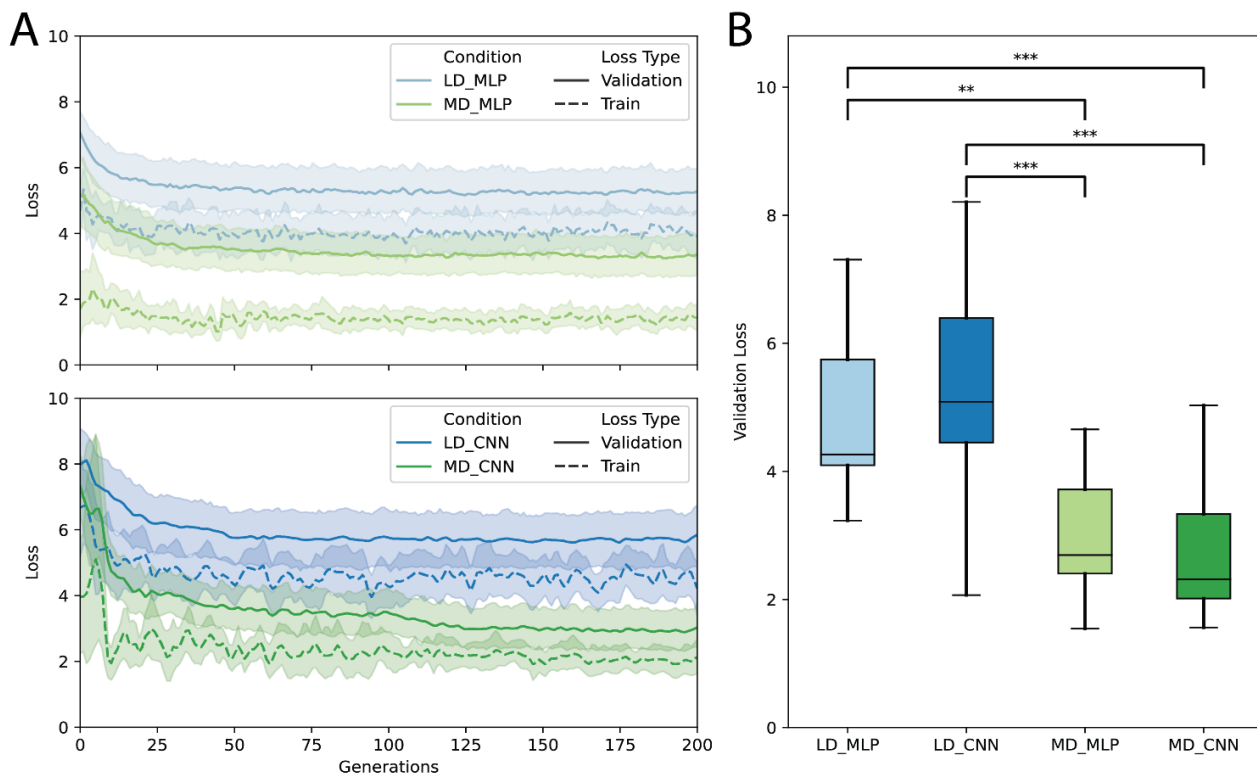 A
10
8
6
4
2
0
Loss
Condition Loss Type
LD_MLP Validation
MD_MLP Train
10
8
6
4
2
0
Loss
Condition Loss Type
LD_CNN Validation
MD_CNN Train
0 25 50 75 100 125 150 175 200
Generations
B
10
8
6
4
2
0
Validation Loss
***
**
***
***
LD_MLP LD_CNN MD_MLP MD_CNN